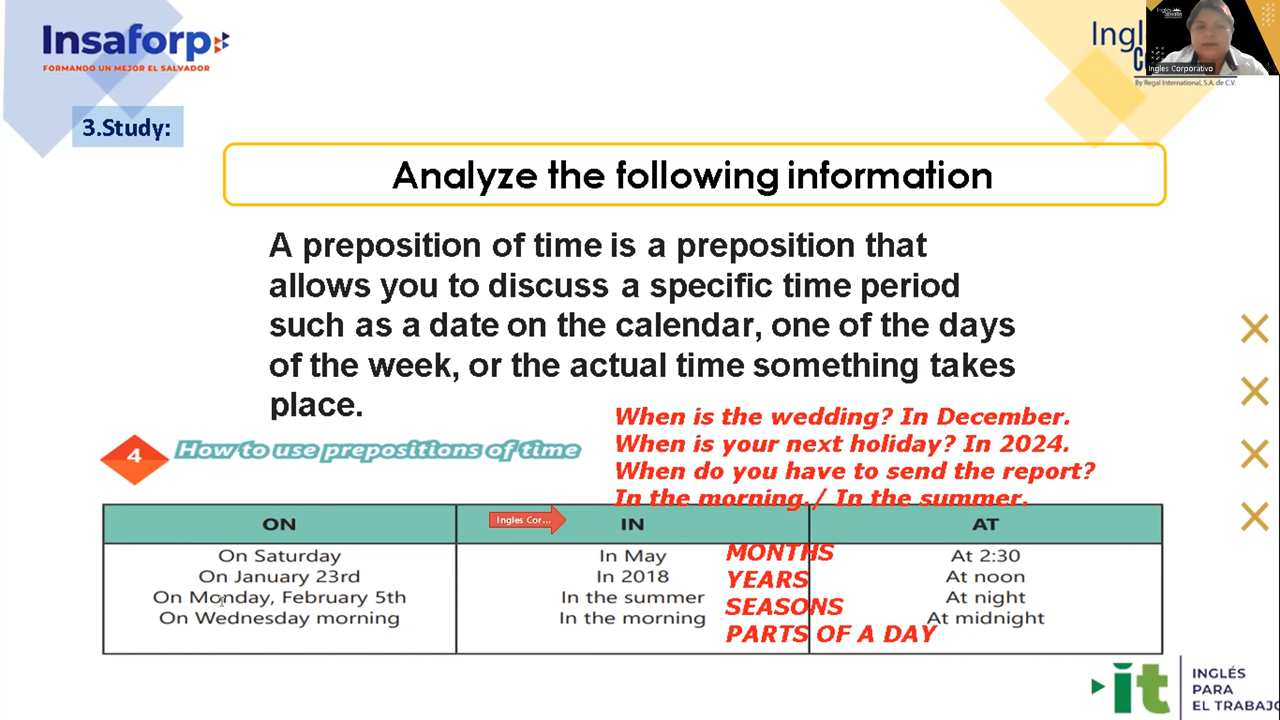 Insaforp
FORMANDO UN MEJOR EL SALVADOR
Ingles Corporativo
By Regal International, S.A. de C.V.
3.Study:
Analyze the following information
A preposition of time is a preposition that
allows you to discuss a specific time period
such as a date on the calendar, one of the days
of the week, or the actual time something takes
place.
When is the wedding? In December.
When is your next holiday? In 2024.
When do you have to send the report?
In the morning./ In the summer.
4
How to use prepositions of time
ON
Ingles Cor...
IN
AT
On Saturday
On January 23rd
On Monday, February 5th
On Wednesday morning
In May
In 2018
In the summer
In the morning
MONTHS
YEARS
SEASONS
PARTS OF A DAY
At 2:30
At noon
At night
At midnight
it
INGLÉS
PARA
EL TRABAJO